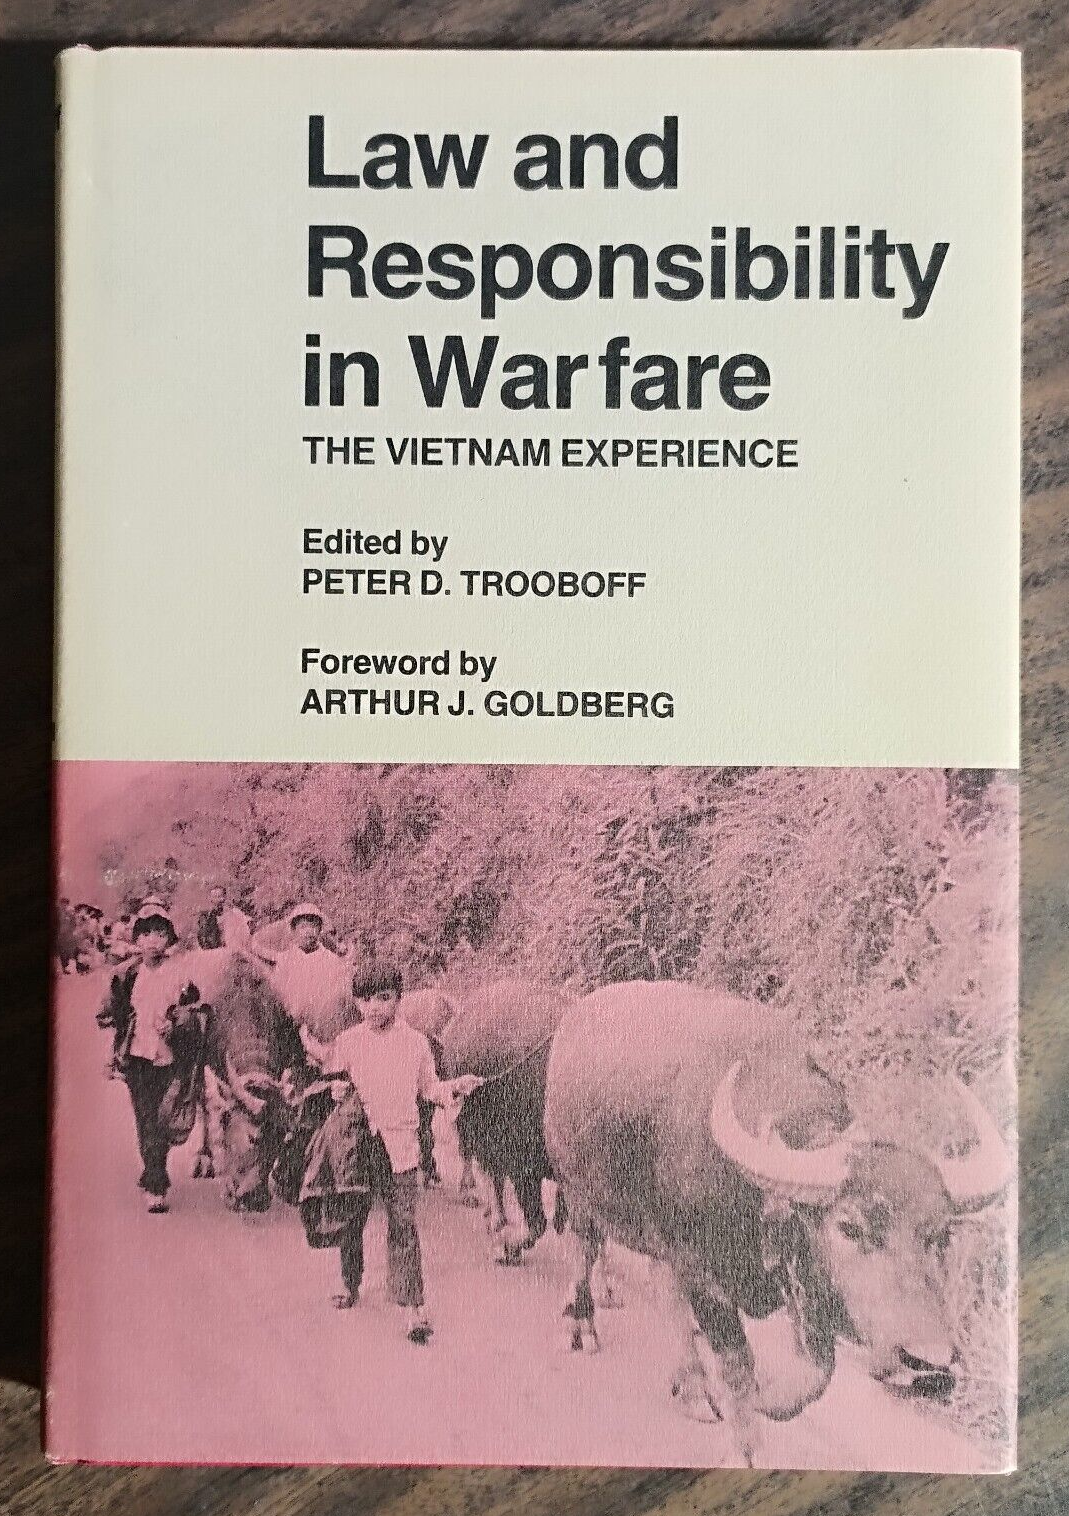 Law and
Responsibility
in Warfare
THE VIETNAM EXPERIENCE
Edited by
PETER D. TROOBOFF
Foreword by
ARTHUR J. GOLDBERG